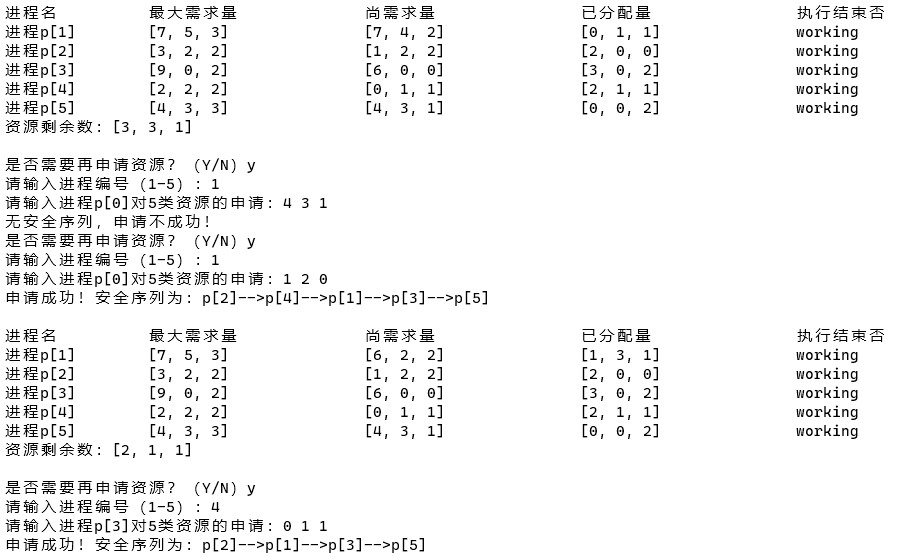 进程名 最大需求量 尚需求量 已分配量 执行结束否
进程p[1] [7, 5, 3] [7, 4, 2] [0, 1, 1] working
进程p[2] [3, 2, 2] [1, 2, 2] [2, 0, 0] working
进程p[3] [9, 0, 2] [6, 0, 0] [3, 0, 2] working
进程p[4] [2, 2, 2] [0, 1, 1] [2, 1, 1] working
进程p[5] [4, 3, 3] [4, 3, 1] [0, 0, 2] working
资源剩余数：[3, 3, 1]
是否需要再申请资源？（Y/N）y
请输入进程编号（1-5）：1
请输入进程p[0]对5类资源的申请：4 3 1
无安全序列，申请不成功！
是否需要再申请资源？（Y/N）y
请输入进程编号（1-5）：1
请输入进程p[0]对5类资源的申请：1 2 0
申请成功！安全序列为：p[2]-->p[4]-->p[1]-->p[3]-->p[5]
进程名 最大需求量 尚需求量 已分配量 执行结束否
进程p[1] [7, 5, 3] [6, 2, 2] [1, 3, 1] working
进程p[2] [3, 2, 2] [1, 2, 2] [2, 0, 0] working
进程p[3] [9, 0, 2] [6, 0, 0] [3, 0, 2] working
进程p[4] [2, 2, 2] [0, 1, 1] [2, 1, 1] working
进程p[5] [4, 3, 3] [4, 3, 1] [0, 0, 2] working
资源剩余数：[2, 1, 1]
是否需要再申请资源？（Y/N）y
请输入进程编号（1-5）：4
请输入进程p[3]对5类资源的申请：0 1 1
申请成功！安全序列为：p[2]-->p[1]-->p[3]-->p[5]